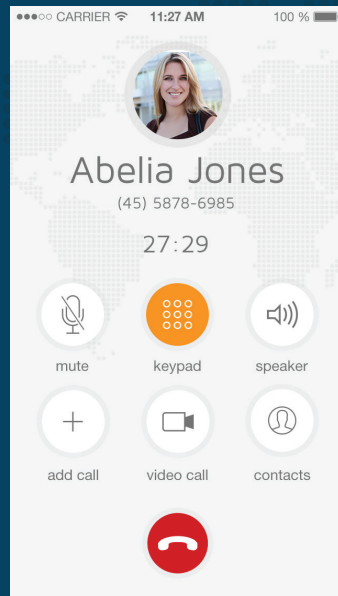 CARRIER 11:27 AM 100 %
Abelia Jones
(45) 5878-6985
27:29
mute keypad speaker
add call video call contacts